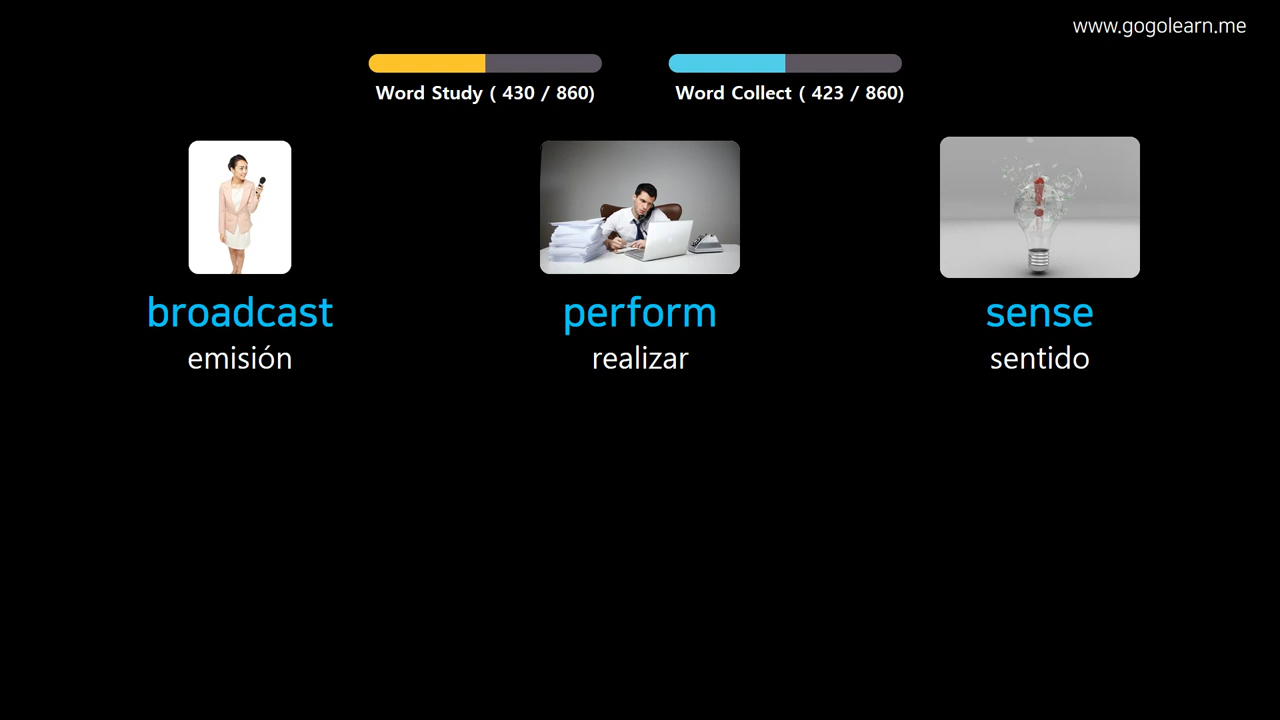 www.gogolearn.me
Word Study ( 430 / 860)
Word Collect ( 423 / 860)
broadcast
emisión
perform
realizar
sense
sentido